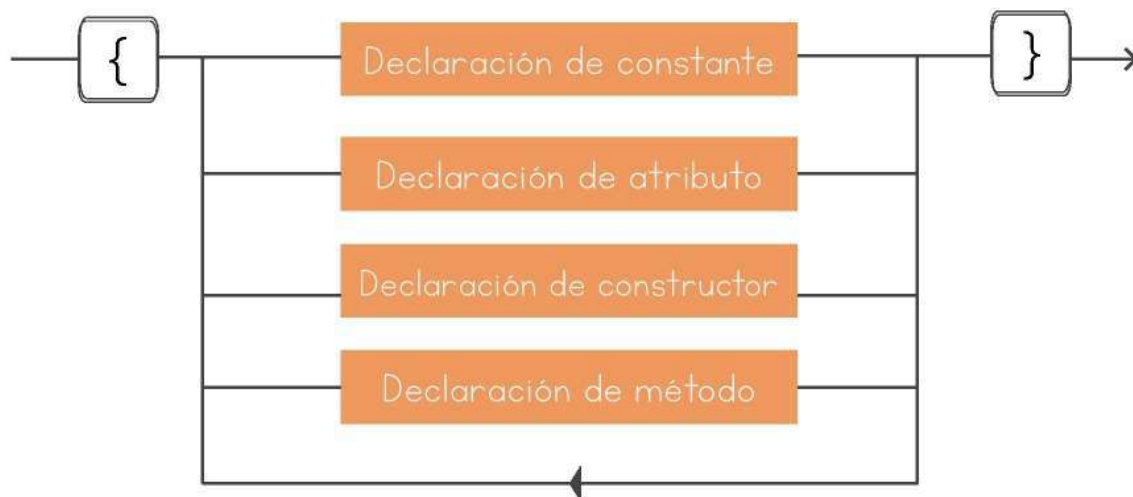 {
Declaración de constante
}
Declaración de atributo
Declaración de constructor
Declaración de método